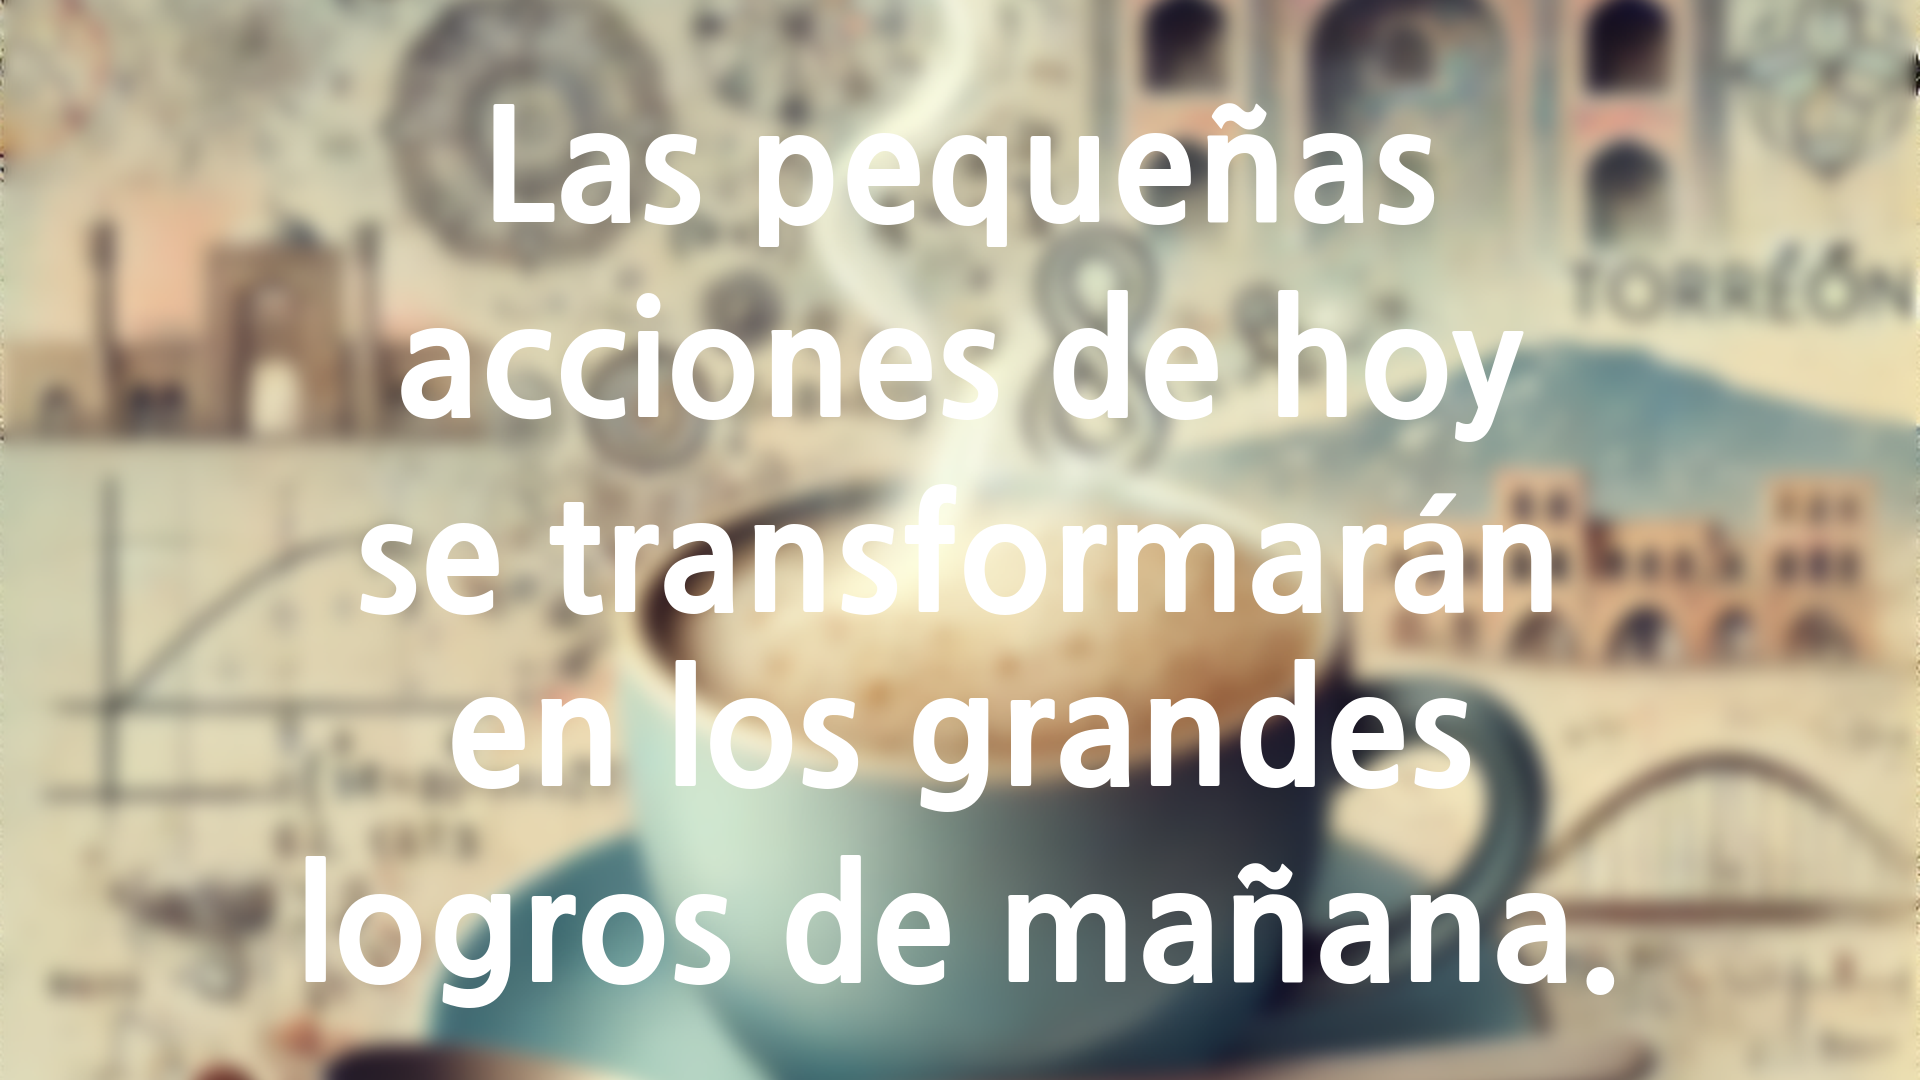 Las pequeñas
acciones de hoy
se transformarán
en los grandes
logros de mañana.
TORREÓN